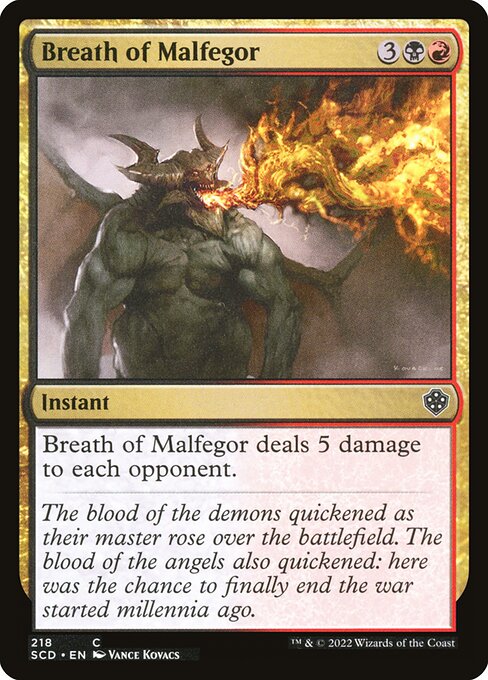 Breath of Malfegor 3
Instant
Breath of Malfegor deals 5 damage
to each opponent.
The blood of the demons quickened as
their master rose over the battlefield. The
blood of the angels also quickened: here
was the chance to finally end the war
started millennia ago.
218 C
SCD • EN Vance Kovacs
™ & © 2022 Wizards of the Coast